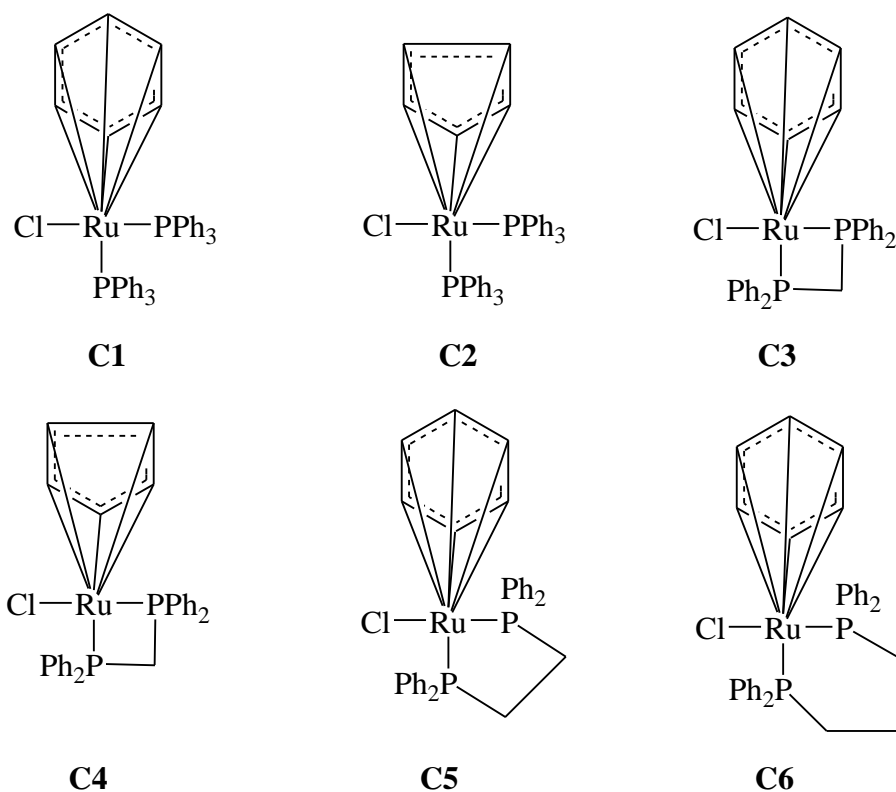 Cl Ru PPh3
PPh3
C1
Cl Ru PPh3
PPh3
C2
Cl Ru PPh2
Ph2P
C3
Cl Ru PPh2
Ph2P
C4
Ph2
Cl Ru P
Ph2P
C5
Ph2
Cl Ru P
Ph2P
C6